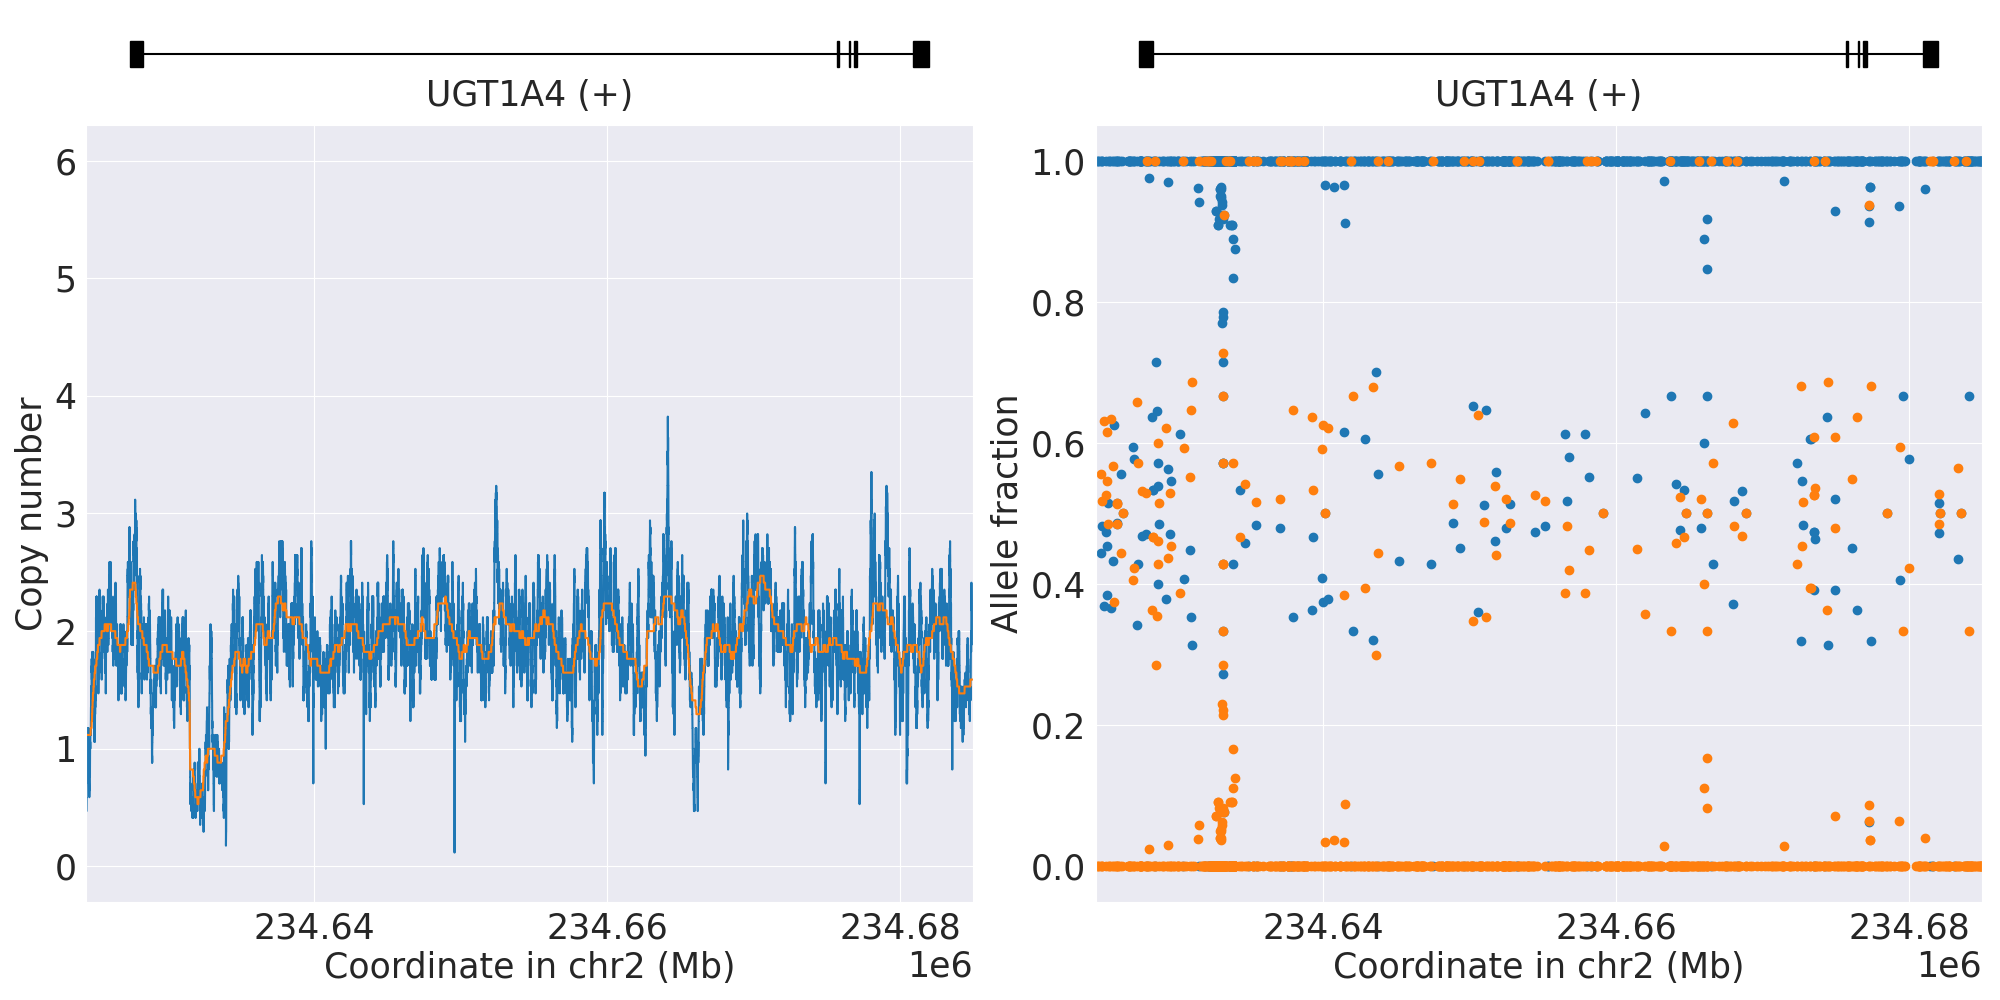 UGT1A4 (+)
6
5
4
3
2
1
0
Copy number
234.64
234.66
234.68
Coordinate in chr2 (Mb)
1e6
UGT1A4 (+)
1.0
0.8
0.6
0.4
0.2
0.0
Allele fraction
234.64
234.66
234.68
Coordinate in chr2 (Mb)
1e6